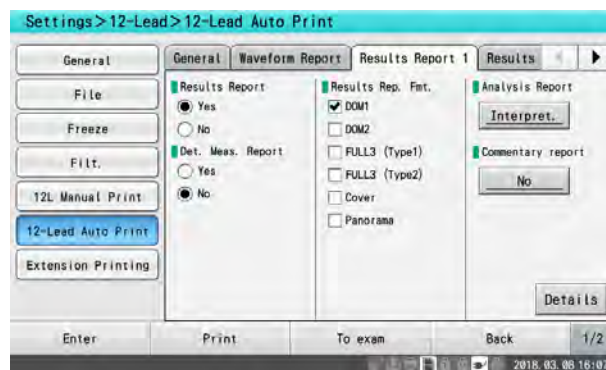 Settings>12-Lead>12-Lead Auto Print
General
File
Freeze
Filt.
12L Manual Print
12-Lead Auto Print
Extension Printing
General
Waveform Report
Results Report 1
Results
Results Report
Yes
No
Det. Meas. Report
Yes
No
Results Rep. Fmt.
DOM1
DOM2
FULL3 (Type1)
FULL3 (Type2)
Cover
Panorama
Analysis Report
Interpret.
Commentary report
No
Details
Enter
Print
To exam
Back
1/2
2018.03.08 16:07